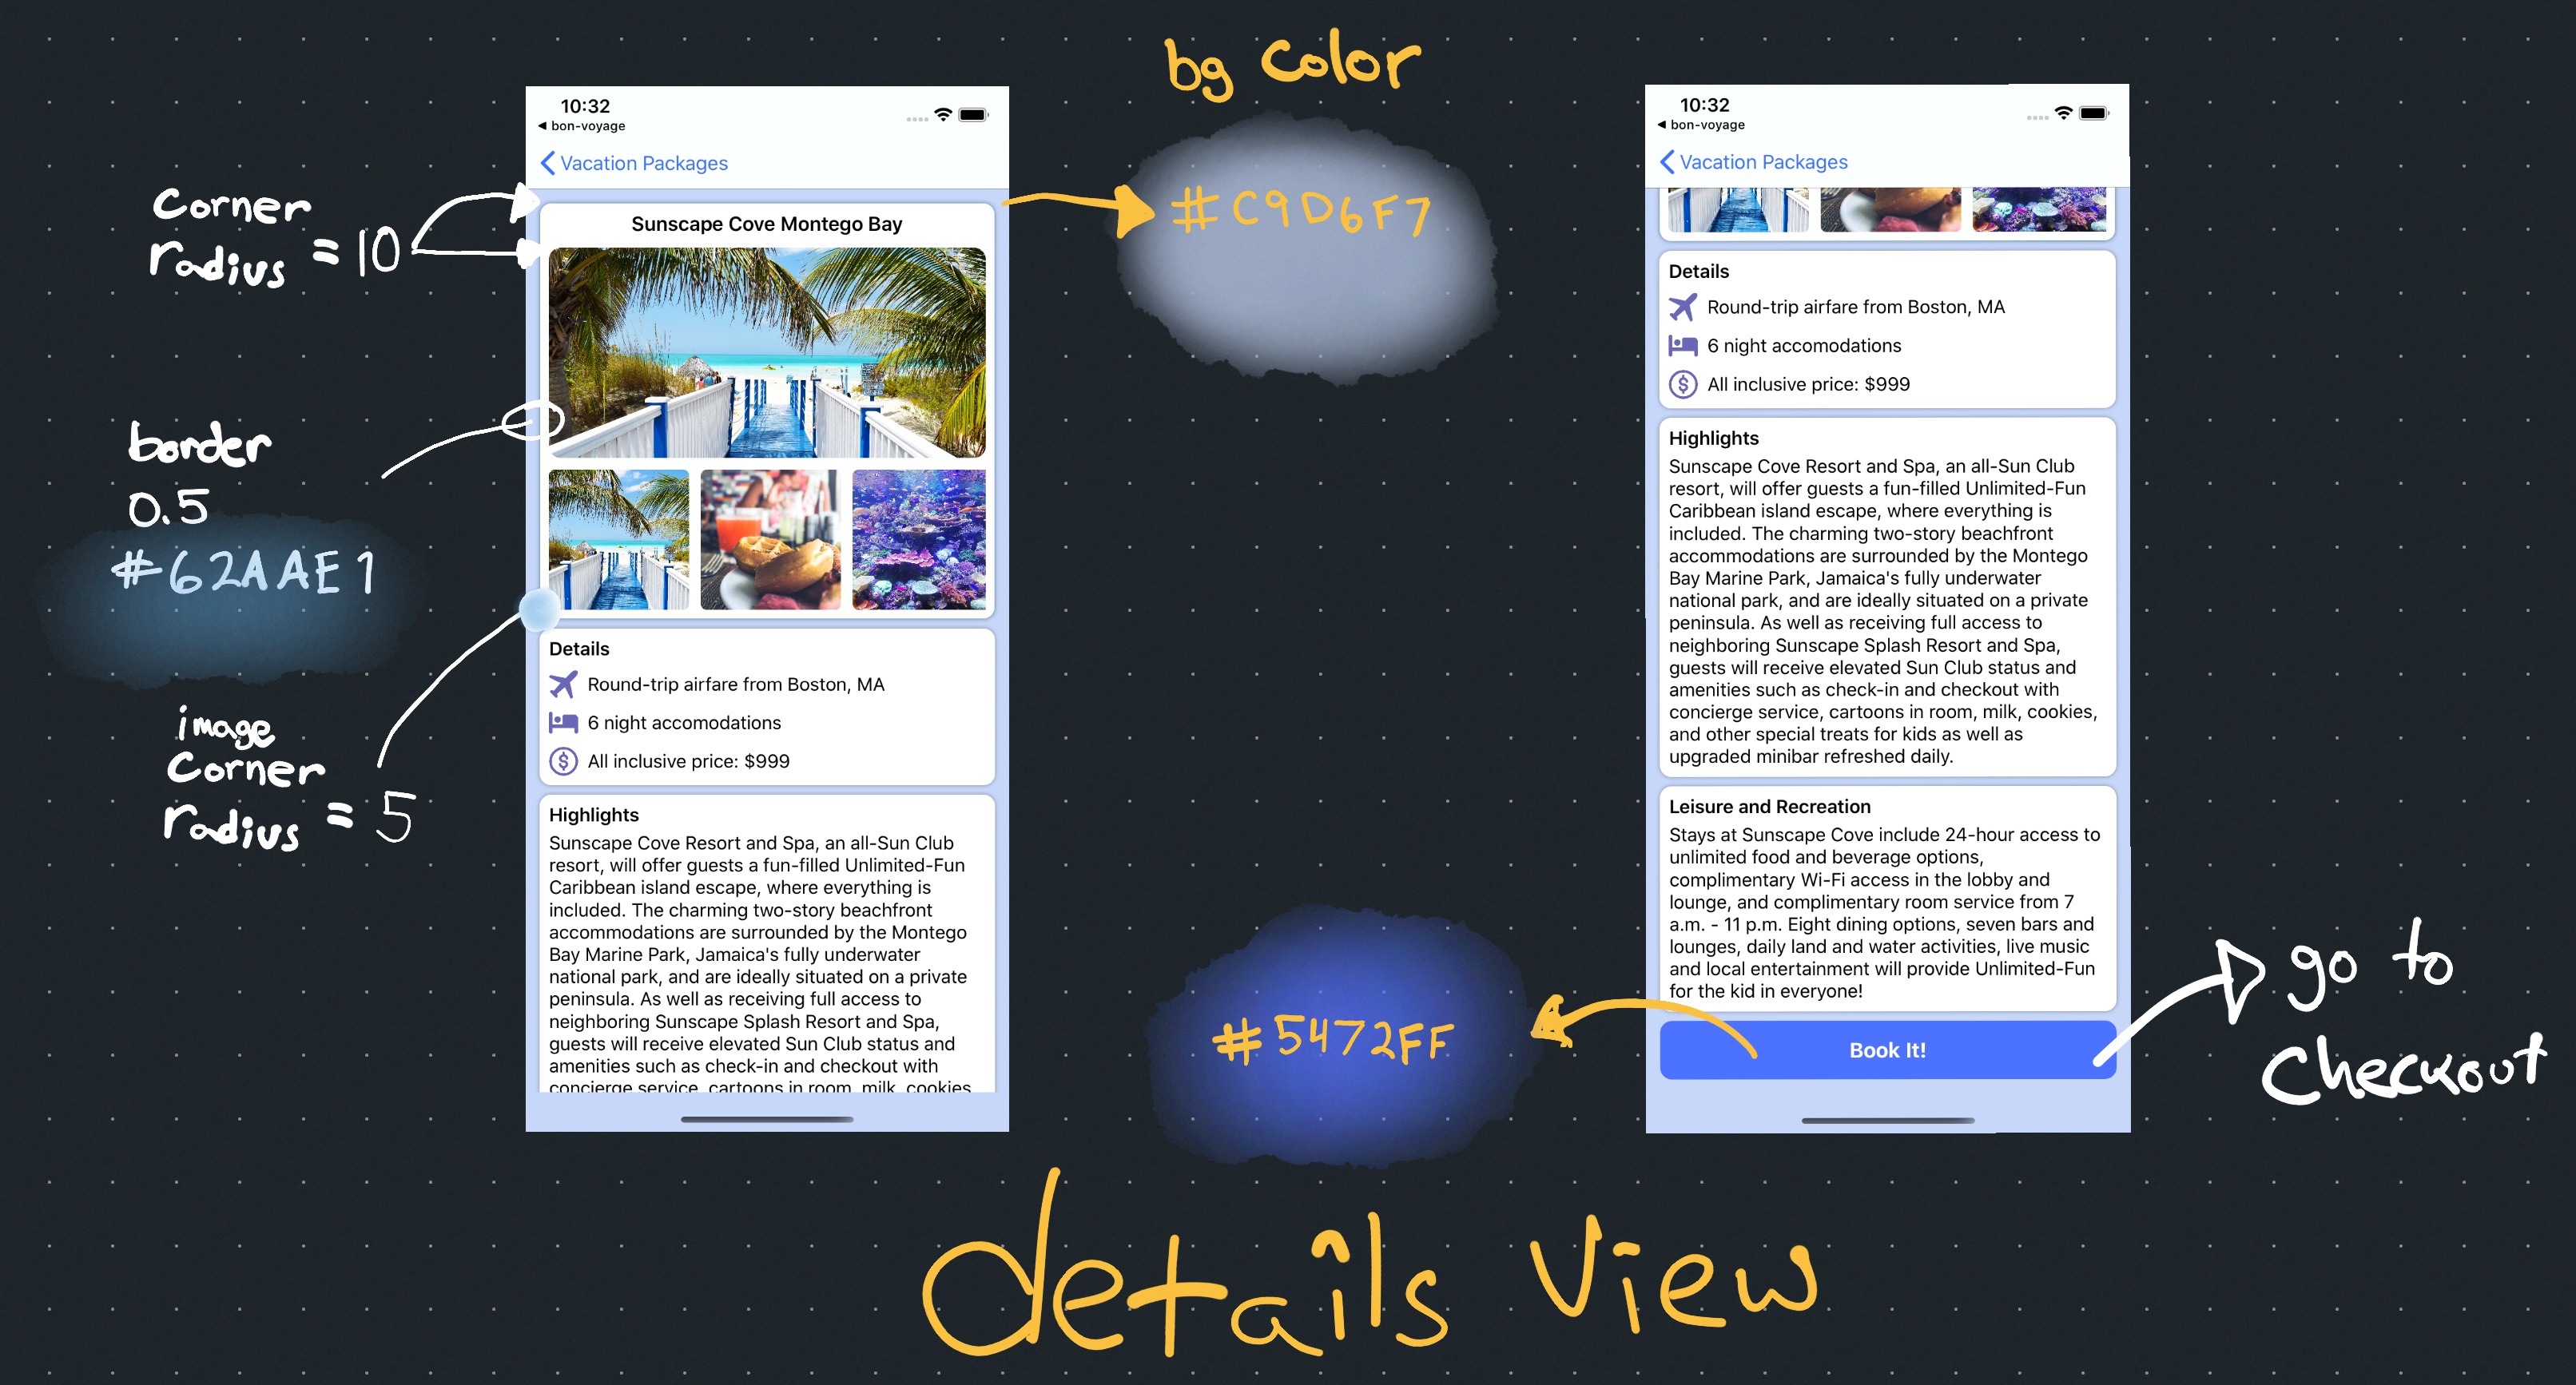 bg color
10:32
bon-voyage
Vacation Packages
Sunscape Cove Montego Bay
Details
Round-trip airfare from Boston, MA
6 night accomodations
All inclusive price: $999
Highlights
Sunscape Cove Resort and Spa, an all-Sun Club
resort, will offer guests a fun-filled Unlimited-Fun
Caribbean island escape, where everything is
included. The charming two-story beachfront
accommodations are surrounded by the Montego
Bay Marine Park, Jamaica's fully underwater
national park, and are ideally situated on a private
peninsula. As well as receiving full access to
neighboring Sunscape Splash Resort and Spa,
guests will receive elevated Sun Club status and
amenities such as check-in and checkout with
concierge service, cartoons in room, milk, cookies,
corner
radius = 10
border
0.5
#62AAE1
image
corner
radius = 5
#C9D6F7
#5472FF
10:32
bon-voyage
Vacation Packages
Details
Round-trip airfare from Boston, MA
6 night accomodations
All inclusive price: $999
Highlights
Sunscape Cove Resort and Spa, an all-Sun Club
resort, will offer guests a fun-filled Unlimited-Fun
Caribbean island escape, where everything is
included. The charming two-story beachfront
accommodations are surrounded by the Montego
Bay Marine Park, Jamaica's fully underwater
national park, and are ideally situated on a private
peninsula. As well as receiving full access to
neighboring Sunscape Splash Resort and Spa,
guests will receive elevated Sun Club status and
amenities such as check-in and checkout with
concierge service, cartoons in room, milk, cookies,
and other special treats for kids as well as
upgraded minibar refreshed daily.
Leisure and Recreation
Stays at Sunscape Cove include 24-hour access to
unlimited food and beverage options,
complimentary Wi-Fi access in the lobby and
lounge, and complimentary room service from 7
a.m. - 11 p.m. Eight dining options, seven bars and
lounges, daily land and water activities, live music
and local entertainment will provide Unlimited-Fun
for the kid in everyone!
Book It!
go to
checkout
details view